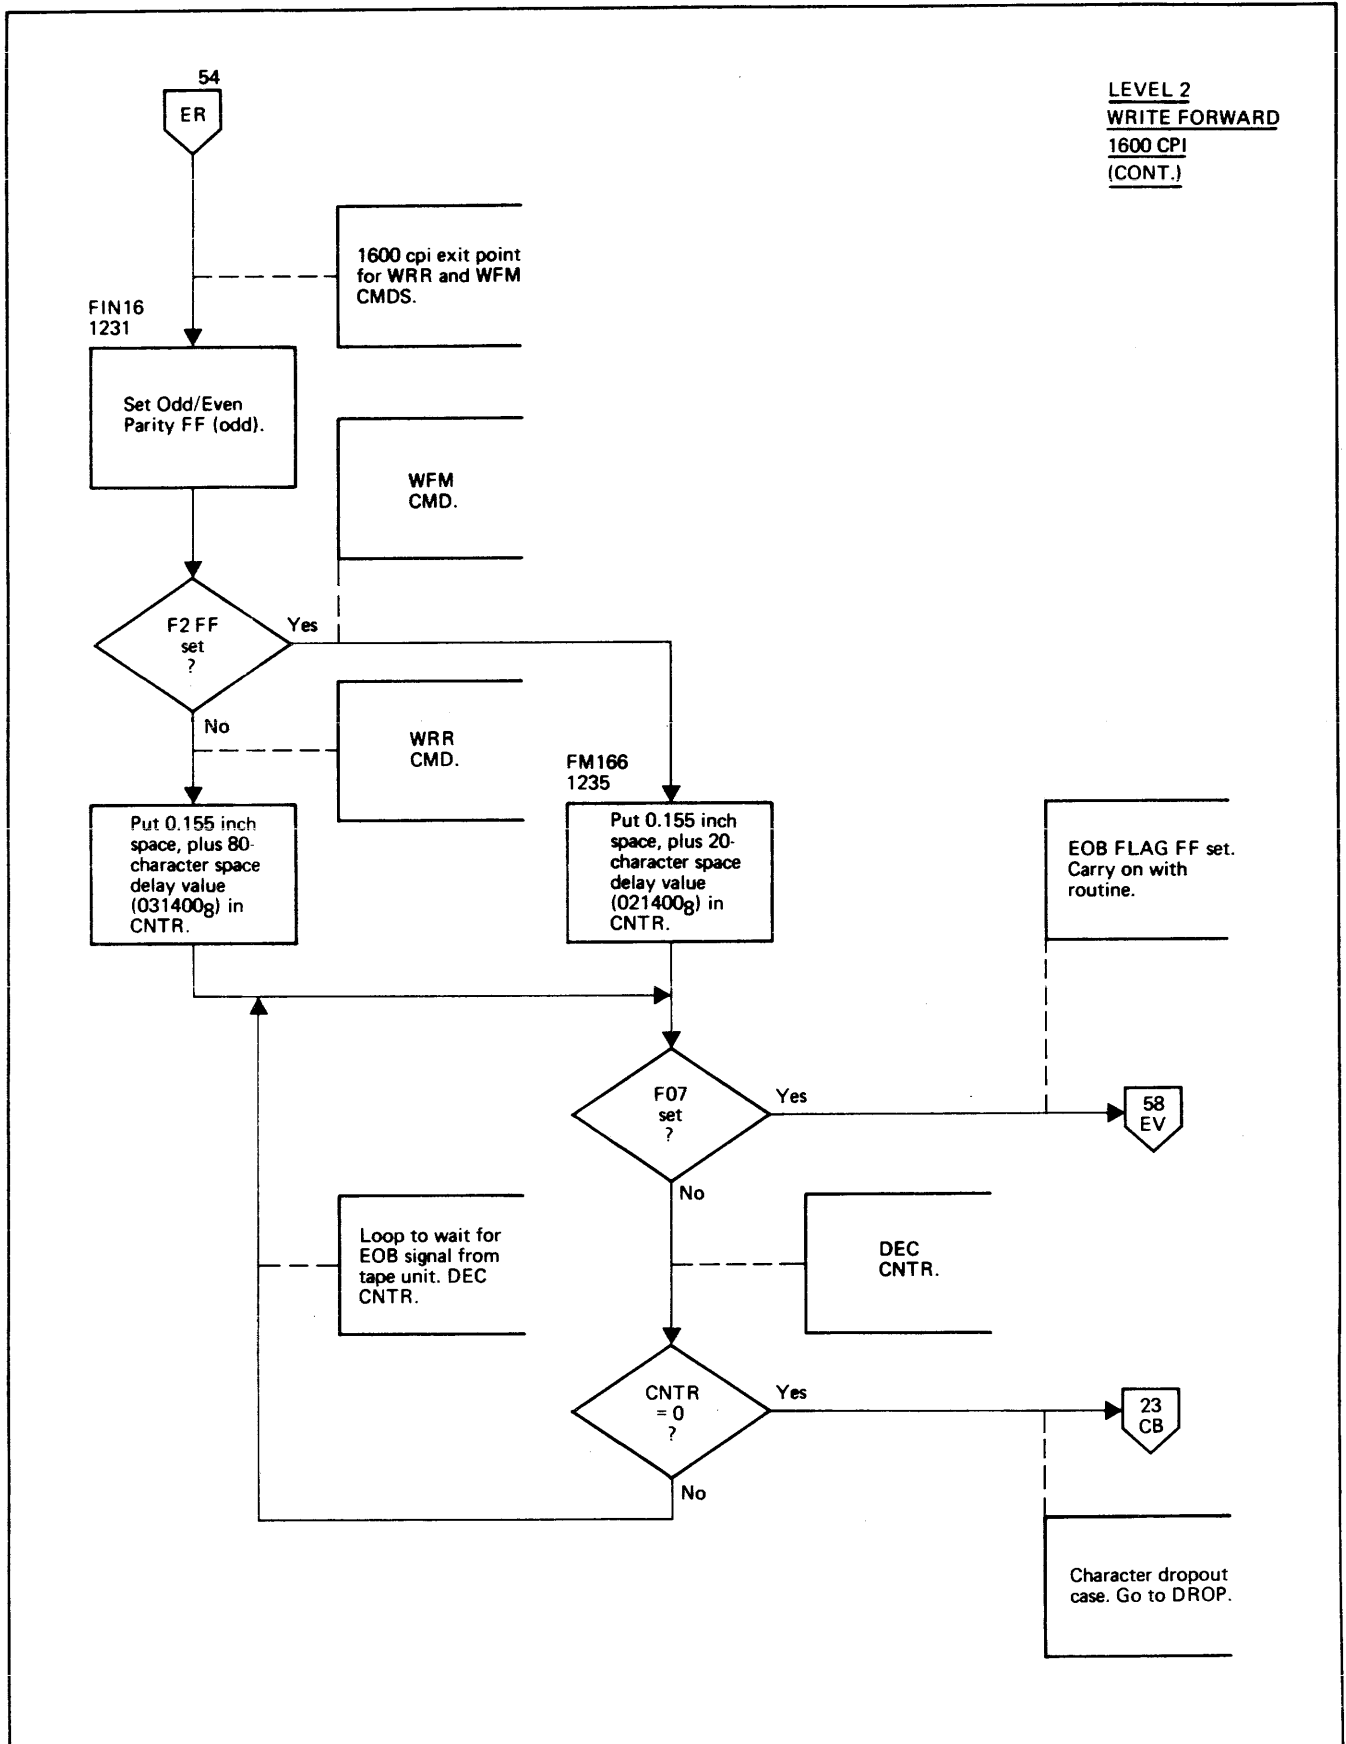 54
ER
LEVEL 2
WRITE FORWARD
1600 CPI
(CONT.)
1600 cpi exit point
for WRR and WFM
CMDS.
FIN16
1231
Set Odd/Even
Parity FF (odd).
WFM
CMD.
F2 FF
set
?
Yes
No
WRR
CMD.
FM166
1235
Put 0.155 inch
space, plus 80-
character space
delay value
(031400₈) in
CNTR.
Put 0.155 inch
space, plus 20-
character space
delay value
(021400₈) in
CNTR.
EOB FLAG FF set.
Carry on with
routine.
F07
set
?
Yes
58
EV
No
Loop to wait for
EOB signal from
tape unit. DEC
CNTR.
DEC
CNTR.
CNTR
= 0
?
Yes
23
CB
No
Character dropout
case. Go to DROP.